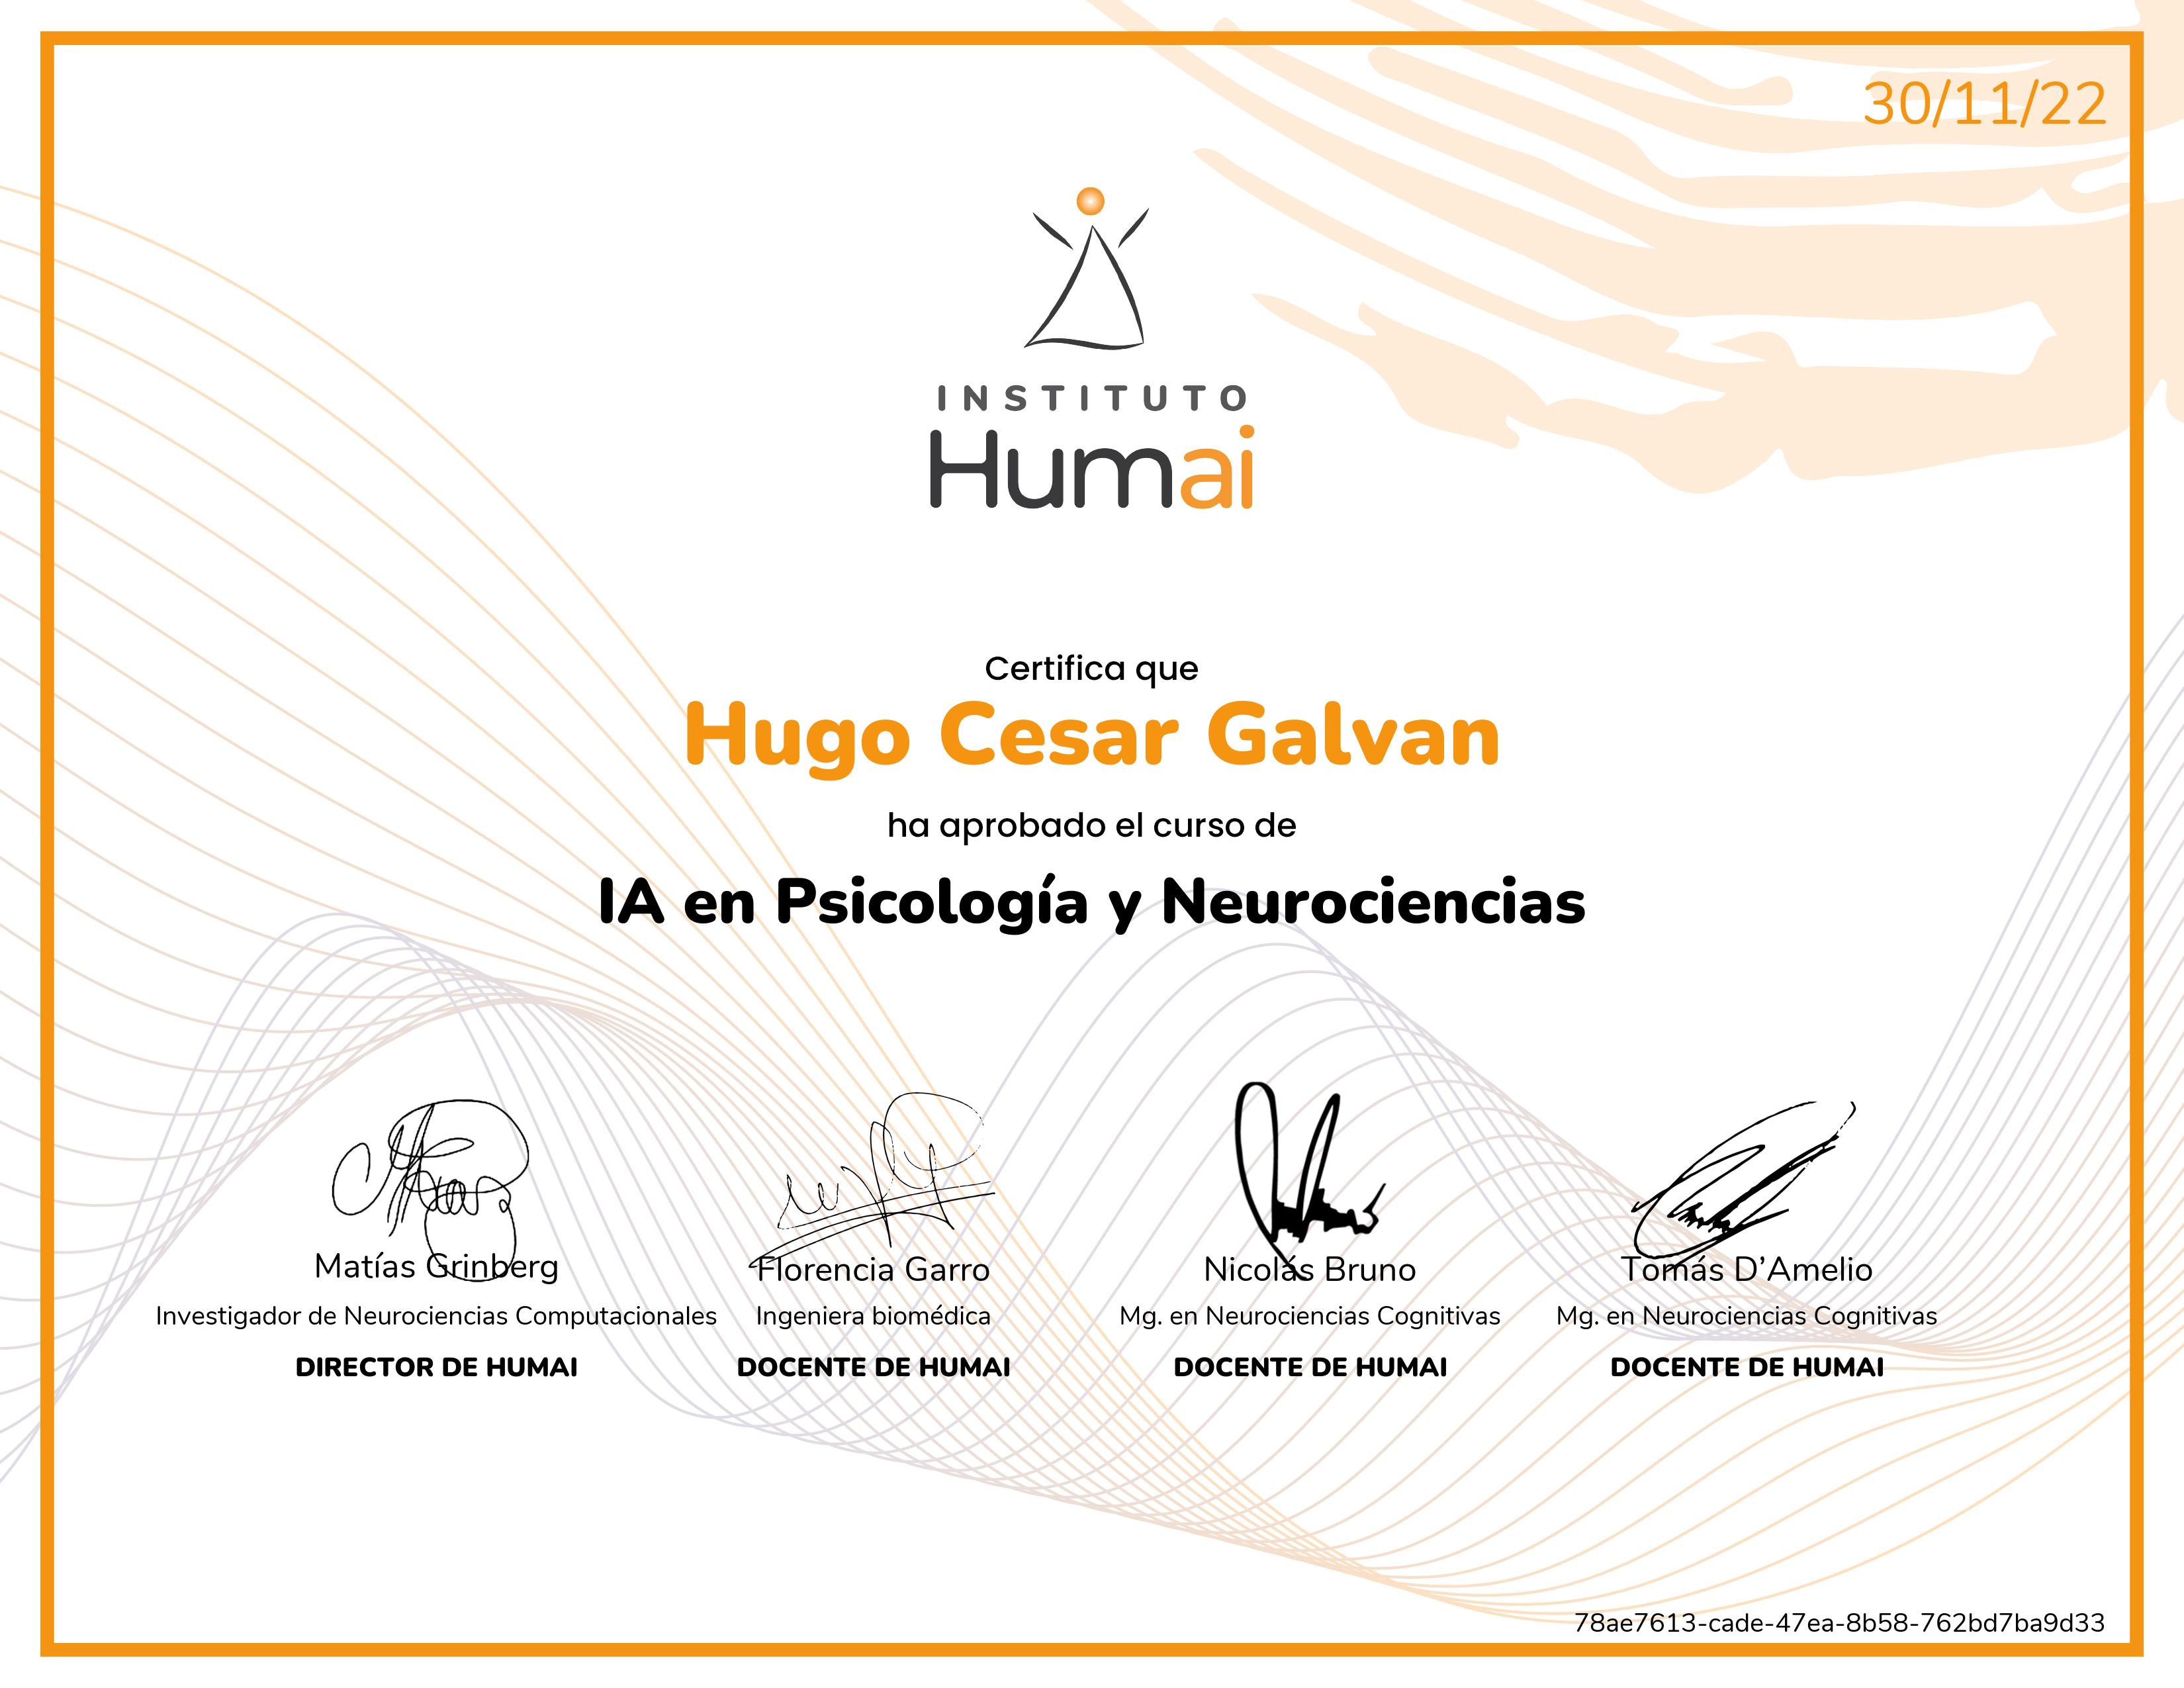 30/11/22
INSTITUTO
Humai
Certifica que
Hugo Cesar Galvan
ha aprobado el curso de
IA en Psicología y Neurociencias
Matías Grinberg
Investigador de Neurociencias Computacionales
DIRECTOR DE HUMAI
Florencia Garro
Ingeniera biomédica
DOCENTE DE HUMAI
Nicolás Bruno
Mg. en Neurociencias Cognitivas
DOCENTE DE HUMAI
Tomás D’Amelio
Mg. en Neurociencias Cognitivas
DOCENTE DE HUMAI
78ae7613-cade-47ea-8b58-762bd7ba9d33